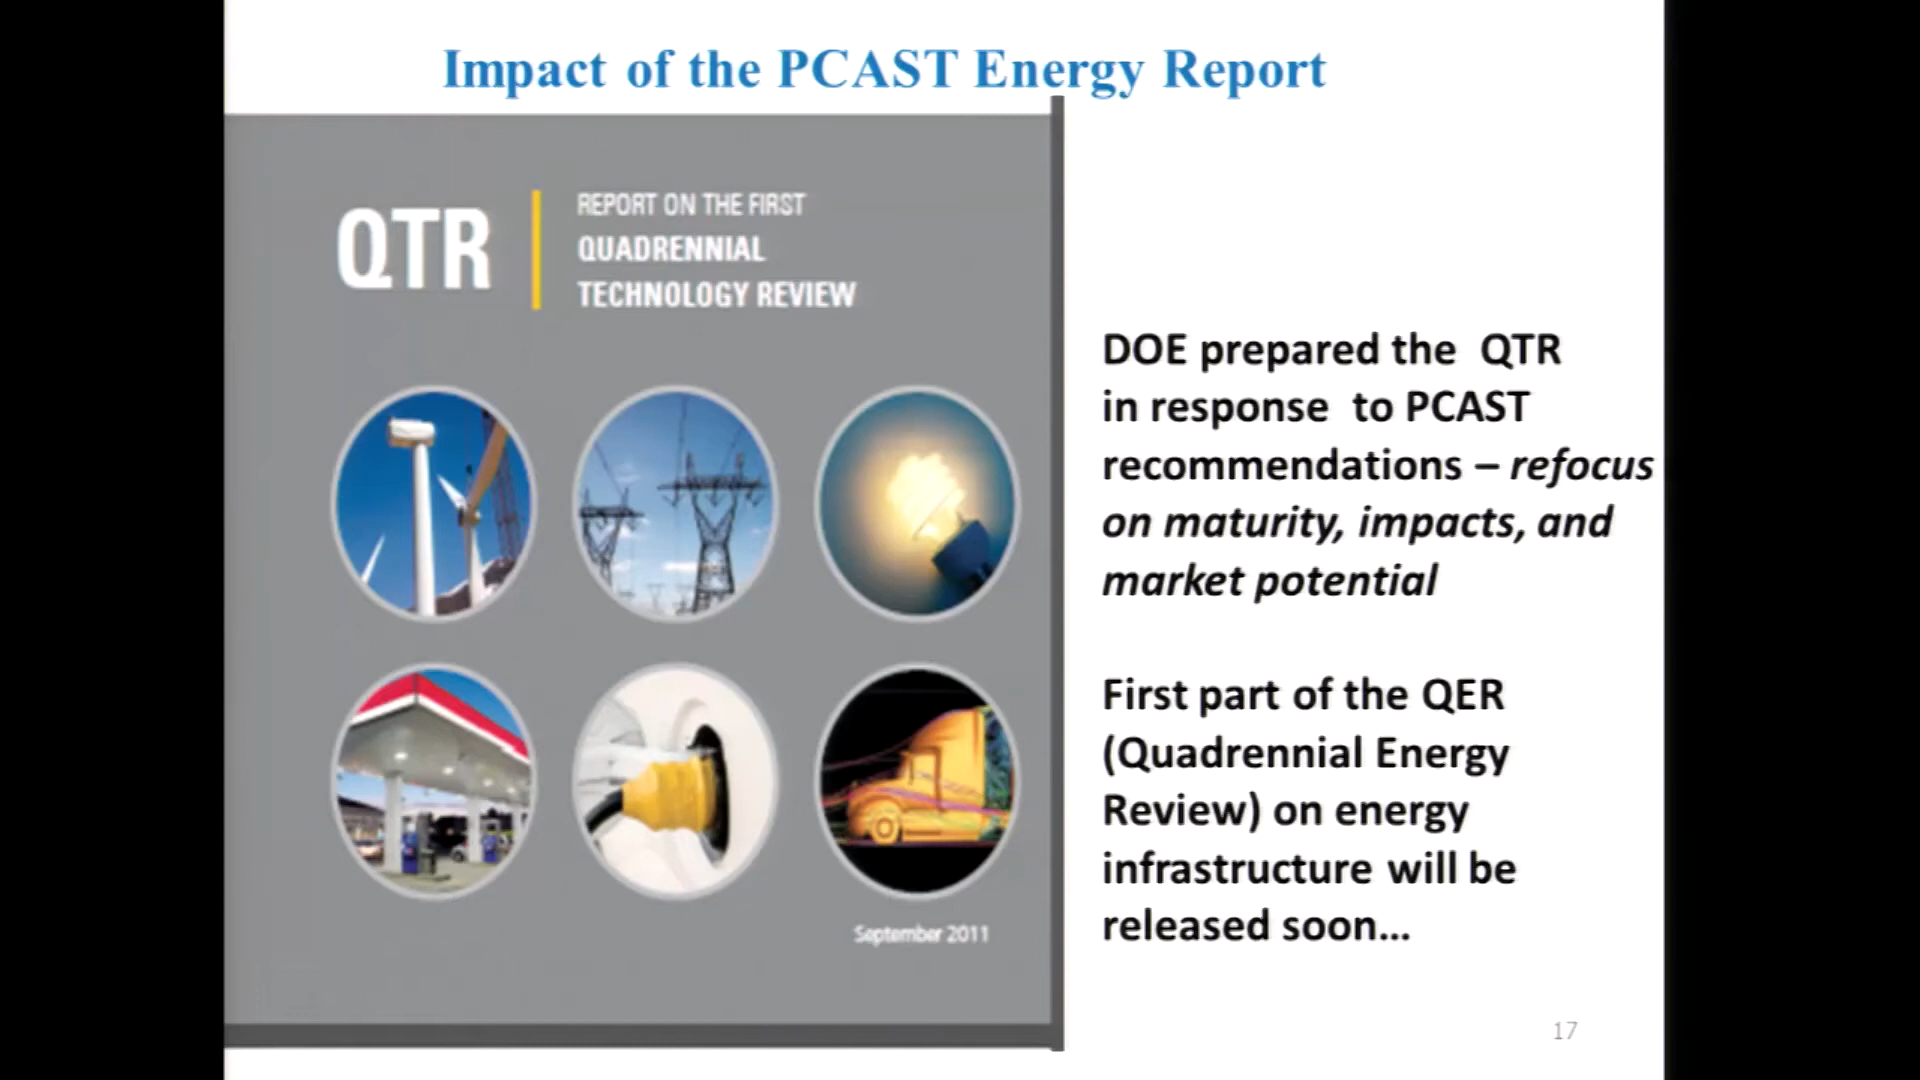 Impact of the PCAST Energy Report
QTR
REPORT ON THE FIRST
QUADRENNIAL
TECHNOLOGY REVIEW
September 2011
DOE prepared the QTR
in response to PCAST
recommendations – refocus
on maturity, impacts, and
market potential
First part of the QER
(Quadrennial Energy
Review) on energy
infrastructure will be
released soon...
17